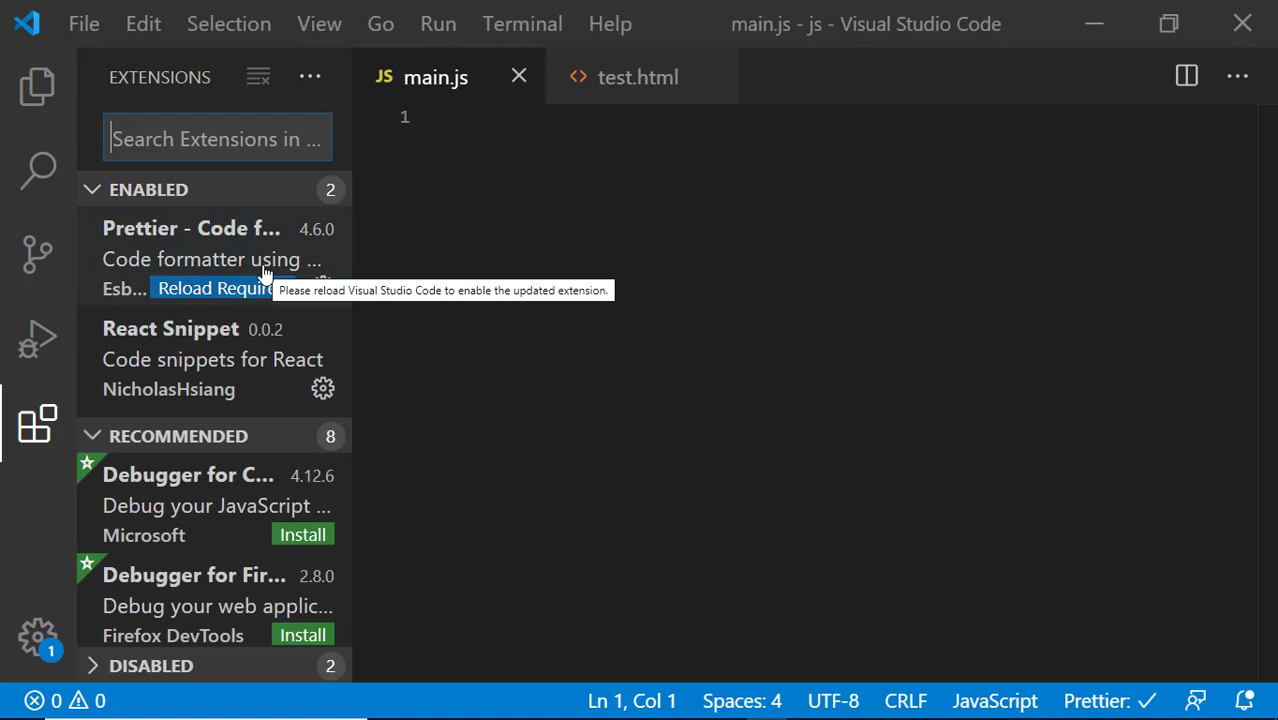 File Edit Selection View Go Run Terminal Help main.js - js - Visual Studio Code
EXTENSIONS
JS main.js
test.html
Search Extensions in ...
1
ENABLED 2
Prettier - Code f... 4.6.0
Code formatter using ...
Esb... Reload Require
Please reload Visual Studio Code to enable the updated extension.
React Snippet 0.0.2
Code snippets for React
NicholasHsiang
RECOMMENDED 8
Debugger for C... 4.12.6
Debug your JavaScript ...
Microsoft Install
Debugger for Fir... 2.8.0
Debug your web applic...
Firefox DevTools Install
1
DISABLED 2
0 0 Ln 1, Col 1 Spaces: 4 UTF-8 CRLF JavaScript Prettier: ✓